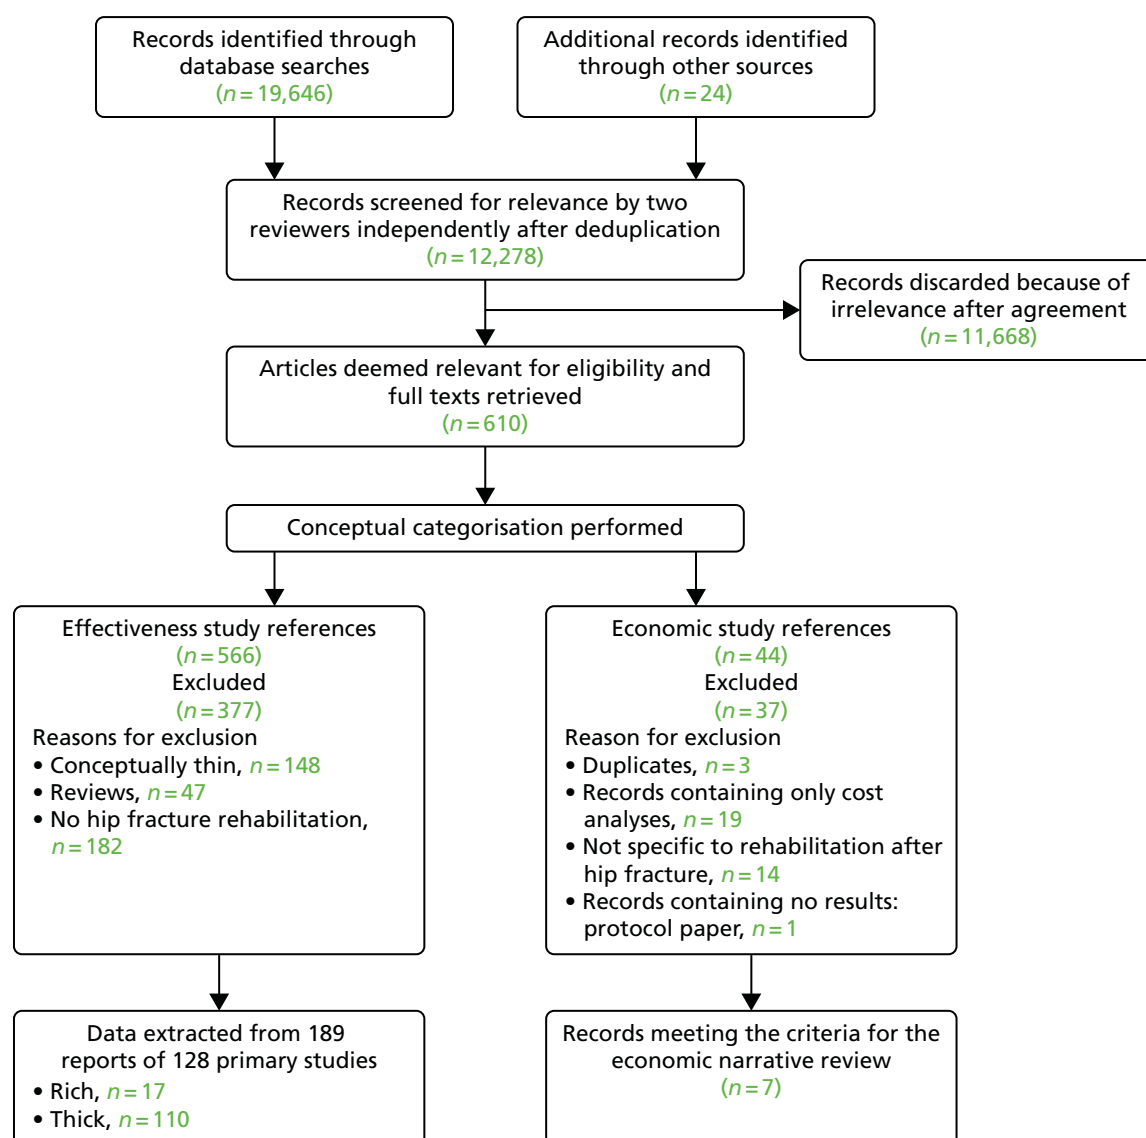 Records identified through
database searches
(n=19,646)
Additional records identified
through other sources
(n=24)
Records screened for relevance by two
reviewers independently after deduplication
(n=12,278)
Records discarded because of
irrelevance after agreement
(n=11,668)
Articles deemed relevant for eligibility and
full texts retrieved
(n=610)
Conceptual categorisation performed
Effectiveness study references
(n=566)
Excluded
(n=377)
Reasons for exclusion
• Conceptually thin, n=148
• Reviews, n=47
• No hip fracture rehabilitation,
n=182
Economic study references
(n=44)
Excluded
(n=37)
Reason for exclusion
• Duplicates, n=3
• Records containing only cost
analyses, n=19
• Not specific to rehabilitation after
hip fracture, n=14
• Records containing no results:
protocol paper, n=1
Data extracted from 189
reports of 128 primary studies
• Rich, n=17
• Thick, n=110
Records meeting the criteria for the
economic narrative review
(n=7)